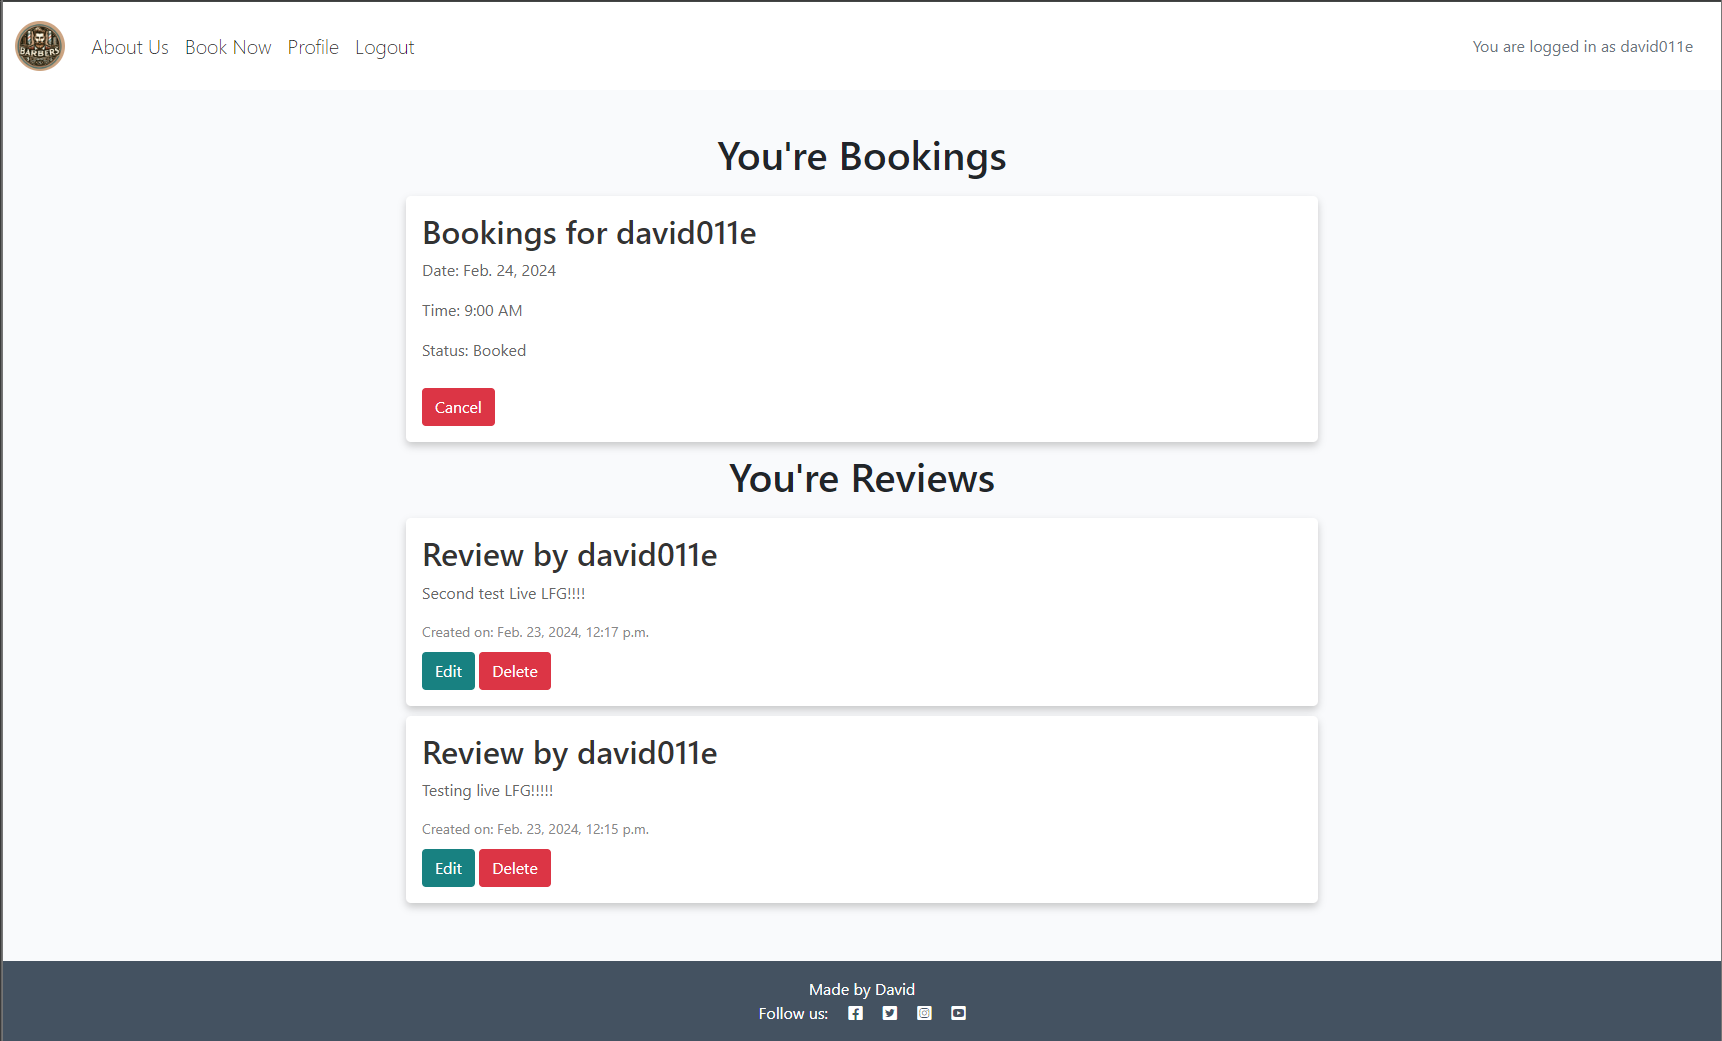 BARBERS
About Us Book Now Profile Logout
You are logged in as david011e
You're Bookings
Bookings for david011e
Date: Feb. 24, 2024
Time: 9:00 AM
Status: Booked
Cancel
You're Reviews
Review by david011e
Second test Live LFG!!!!
Created on: Feb. 23, 2024, 12:17 p.m.
Edit Delete
Review by david011e
Testing live LFG!!!!!
Created on: Feb. 23, 2024, 12:15 p.m.
Edit Delete
Made by David
Follow us: